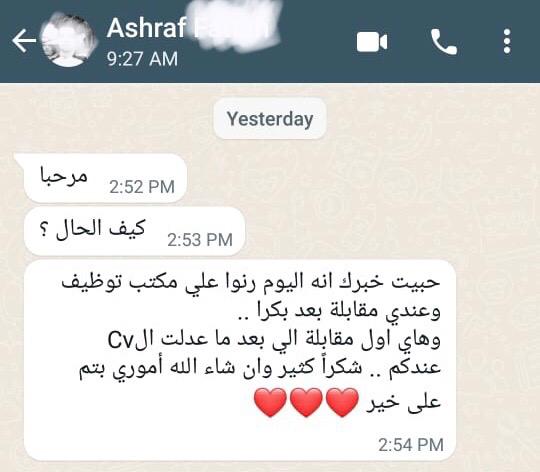 Ashraf
9:27 AM
Yesterday
مرحبا
2:52 PM
كيف الحال ؟
2:53 PM
حبيت خبرك انه اليوم رنوا علي مكتب توظيف
وعندي مقابلة بعد بكرا ..
وهاي اول مقابلة الي بعد ما عدلت الCv
عندكم .. شكراً كثير وان شاء الله أموري بتم
على خير ❤️❤️❤️
2:54 PM